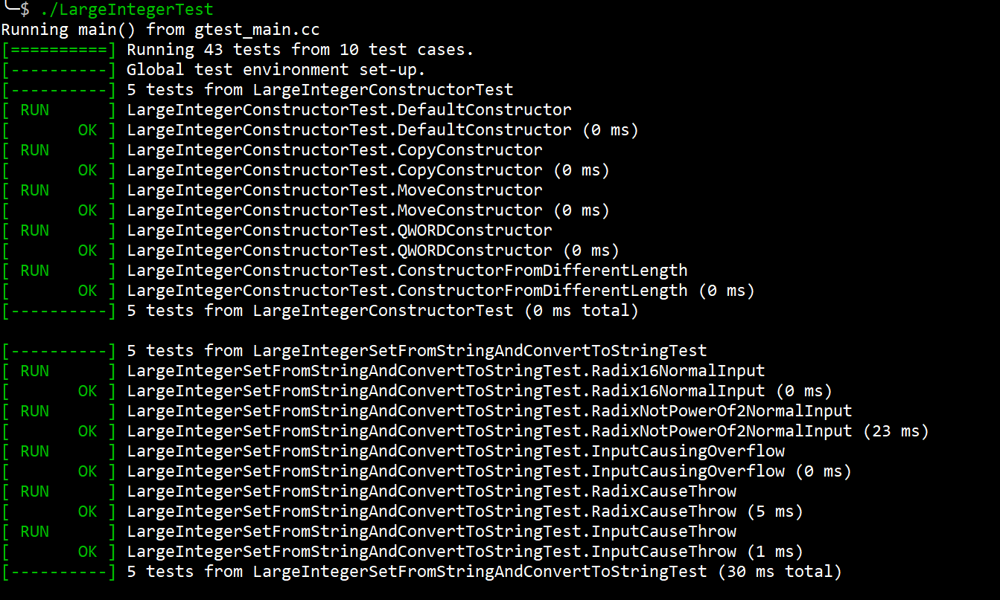 ╰─$ ./LargeIntegerTest
Running main() from gtest_main.cc
[==========] Running 43 tests from 10 test cases.
[----------] Global test environment set-up.
[----------] 5 tests from LargeIntegerConstructorTest
[ RUN      ] LargeIntegerConstructorTest.DefaultConstructor
[       OK ] LargeIntegerConstructorTest.DefaultConstructor (0 ms)
[ RUN      ] LargeIntegerConstructorTest.CopyConstructor
[       OK ] LargeIntegerConstructorTest.CopyConstructor (0 ms)
[ RUN      ] LargeIntegerConstructorTest.MoveConstructor
[       OK ] LargeIntegerConstructorTest.MoveConstructor (0 ms)
[ RUN      ] LargeIntegerConstructorTest.QWORDConstructor
[       OK ] LargeIntegerConstructorTest.QWORDConstructor (0 ms)
[ RUN      ] LargeIntegerConstructorTest.ConstructorFromDifferentLength
[       OK ] LargeIntegerConstructorTest.ConstructorFromDifferentLength (0 ms)
[----------] 5 tests from LargeIntegerConstructorTest (0 ms total)

[----------] 5 tests from LargeIntegerSetFromStringAndConvertToStringTest
[ RUN      ] LargeIntegerSetFromStringAndConvertToStringTest.Radix16NormalInput
[       OK ] LargeIntegerSetFromStringAndConvertToStringTest.Radix16NormalInput (0 ms)
[ RUN      ] LargeIntegerSetFromStringAndConvertToStringTest.RadixNotPowerOf2NormalInput
[       OK ] LargeIntegerSetFromStringAndConvertToStringTest.RadixNotPowerOf2NormalInput (23 ms)
[ RUN      ] LargeIntegerSetFromStringAndConvertToStringTest.InputCausingOverflow
[       OK ] LargeIntegerSetFromStringAndConvertToStringTest.InputCausingOverflow (0 ms)
[ RUN      ] LargeIntegerSetFromStringAndConvertToStringTest.RadixCauseThrow
[       OK ] LargeIntegerSetFromStringAndConvertToStringTest.RadixCauseThrow (5 ms)
[ RUN      ] LargeIntegerSetFromStringAndConvertToStringTest.InputCauseThrow
[       OK ] LargeIntegerSetFromStringAndConvertToStringTest.InputCauseThrow (1 ms)
[----------] 5 tests from LargeIntegerSetFromStringAndConvertToStringTest (30 ms total)